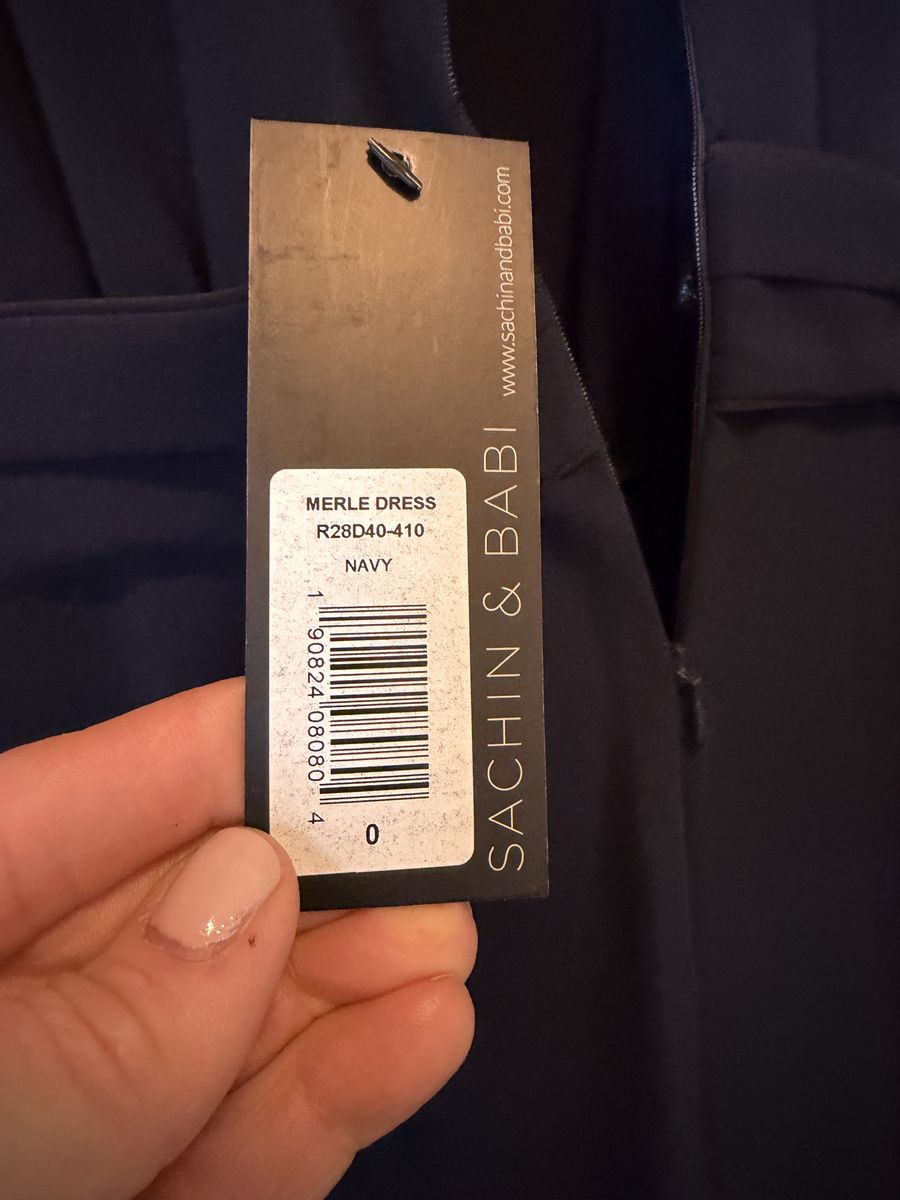 MERLE DRESS
R28D40-410
NAVY
1 90824 08080 4
0
SACHIN & BABI www.sachinandbabi.com